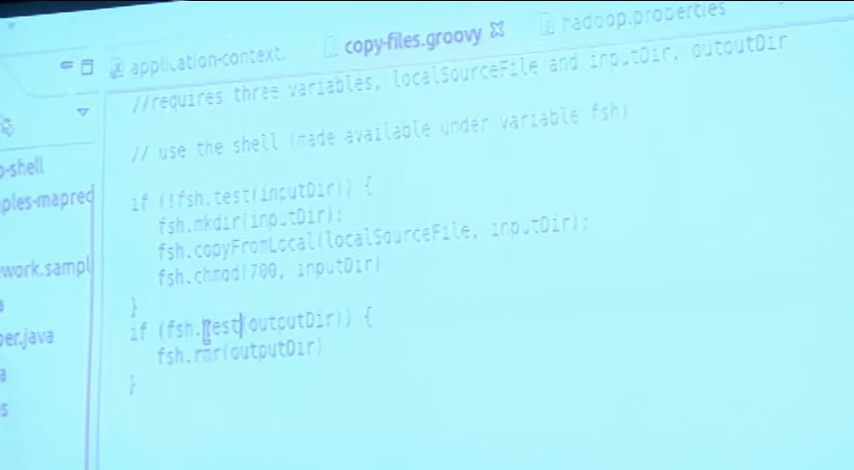 application-context.
copy-files.groovy
hadoop.properties
//requires three variables, localSourceFile and inputDir, outputDir
// use the shell (made available under variable fsh)
if (!fsh.test(inputDir)) {
fsh.mkdir(inputDir);
fsh.copyFromLocal(localSourceFile, inputDir);
fsh.chmod(700, inputDir)
}
if (fsh.test(outputDir)) {
fsh.rmr(outputDir)
}
o-shell
ples-mapred
work.sampl
per.java